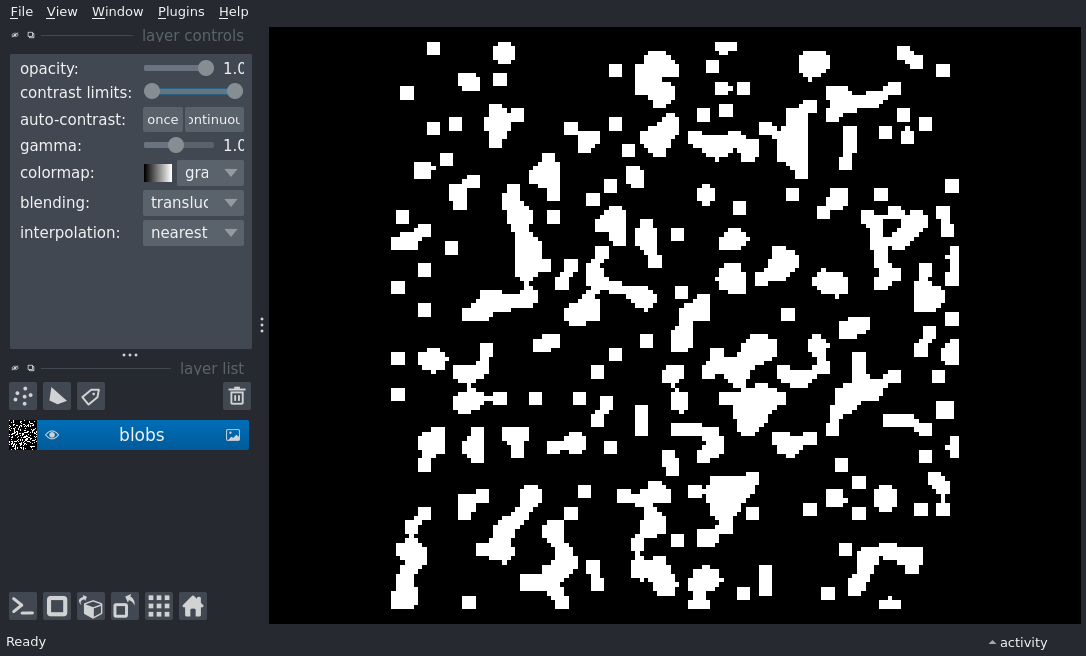 File View Window Plugins Help
layer controls
opacity: 1.0
contrast limits:
auto-contrast: once ontinuou
gamma: 1.0
colormap: gra
blending: transluc
interpolation: nearest
layer list
blobs
Ready
activity